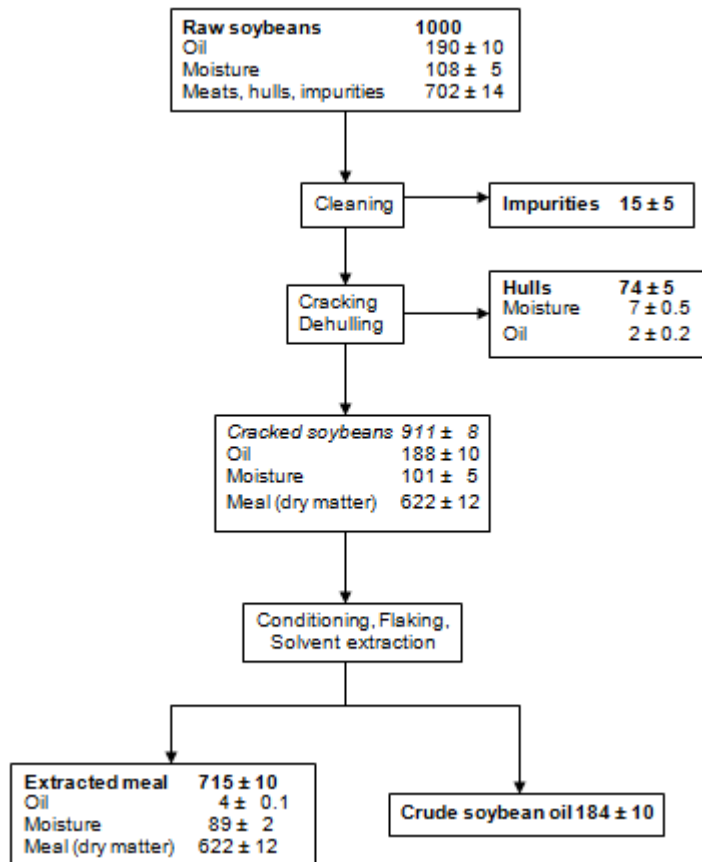 Raw soybeans 1000
Oil 190 ± 10
Moisture 108 ± 5
Meats, hulls, impurities 702 ± 14
Cleaning
Impurities 15 ± 5
Cracking
Dehulling
Hulls 74 ± 5
Moisture 7 ± 0.5
Oil 2 ± 0.2
Cracked soybeans 911 ± 8
Oil 188 ± 10
Moisture 101 ± 5
Meal (dry matter) 622 ± 12
Conditioning, Flaking,
Solvent extraction
Extracted meal 715 ± 10
Oil 4 ± 0.1
Moisture 89 ± 2
Meal (dry matter) 622 ± 12
Crude soybean oil 184 ± 10